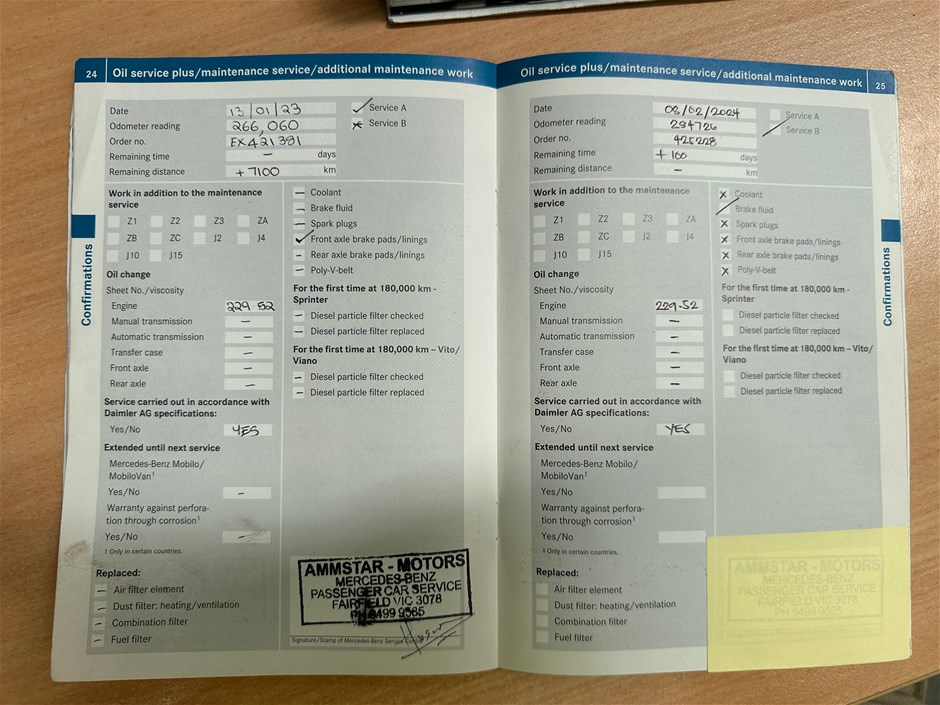 24 Oil service plus/maintenance service/additional maintenance work
Date 13/01/23
Odometer reading 266,060
Order no. EX421381
Remaining time – days
Remaining distance + 7100 km
Service A
Service B
Work in addition to the maintenance
service
Z1 Z2 Z3 ZA
ZB ZC J2 J4
J10 J15
Oil change
Sheet No./viscosity
Engine 229 52
Manual transmission –
Automatic transmission –
Transfer case –
Front axle –
Rear axle –
Service carried out in accordance with
Daimler AG specifications:
Yes/No YES
Extended until next service
Mercedes-Benz Mobilo/
MobiloVan¹
Yes/No –
Warranty against perfora-
tion through corrosion¹
Yes/No –
¹ Only in certain countries.
Replaced:
– Air filter element
– Dust filter: heating/ventilation
– Combination filter
– Fuel filter
– Coolant
– Brake fluid
– Spark plugs
✓ Front axle brake pads/linings
– Rear axle brake pads/linings
– Poly-V-belt
For the first time at 180,000 km -
Sprinter
– Diesel particle filter checked
– Diesel particle filter replaced
For the first time at 180,000 km – Vito/
Viano
– Diesel particle filter checked
– Diesel particle filter replaced
AMMSTAR - MOTORS
MERCEDES-BENZ
PASSENGER CAR SERVICE
FAIRFIELD VIC 3078
PH 9499 9585
Signature/Stamp of Mercedes-Benz Service
Confirmations
Oil service plus/maintenance service/additional maintenance work 25
Date 02/02/2024
Odometer reading 284726
Order no. 425228
Remaining time + 100 days
Remaining distance – km
Service A
Service B
Work in addition to the maintenance
service
Z1 Z2 Z3 ZA
ZB ZC J2 J4
J10 J15
Oil change
Sheet No./viscosity
Engine 229-52
Manual transmission –
Automatic transmission –
Transfer case –
Front axle –
Rear axle –
Service carried out in accordance with
Daimler AG specifications:
Yes/No YES
Extended until next service
Mercedes-Benz Mobilo/
MobiloVan¹
Yes/No
Warranty against perfora-
tion through corrosion¹
Yes/No
¹ Only in certain countries.
Replaced:
Air filter element
Dust filter: heating/ventilation
Combination filter
Fuel filter
x Coolant
Brake fluid
x Spark plugs
x Front axle brake pads/linings
x Rear axle brake pads/linings
x Poly-V-belt
For the first time at 180,000 km -
Sprinter
Diesel particle filter checked
Diesel particle filter replaced
For the first time at 180,000 km – Vito/
Viano
Diesel particle filter checked
Diesel particle filter replaced
AMMSTAR - MOTORS
MERCEDES-BENZ
PASSENGER CAR SERVICE
FAIRFIELD VIC 3078
Confirmations